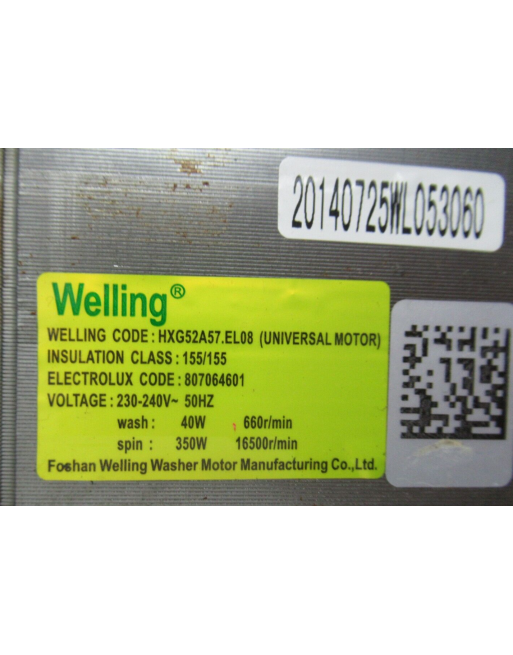 20140725WL053060
Welling®
WELLING CODE : HXG52A57.EL08 (UNIVERSAL MOTOR)
INSULATION CLASS : 155/155
ELECTROLUX CODE : 807064601
VOLTAGE : 230-240V~ 50HZ
wash : 40W 660r/min
spin : 350W 16500r/min
Foshan Welling Washer Motor Manufacturing Co.,Ltd.